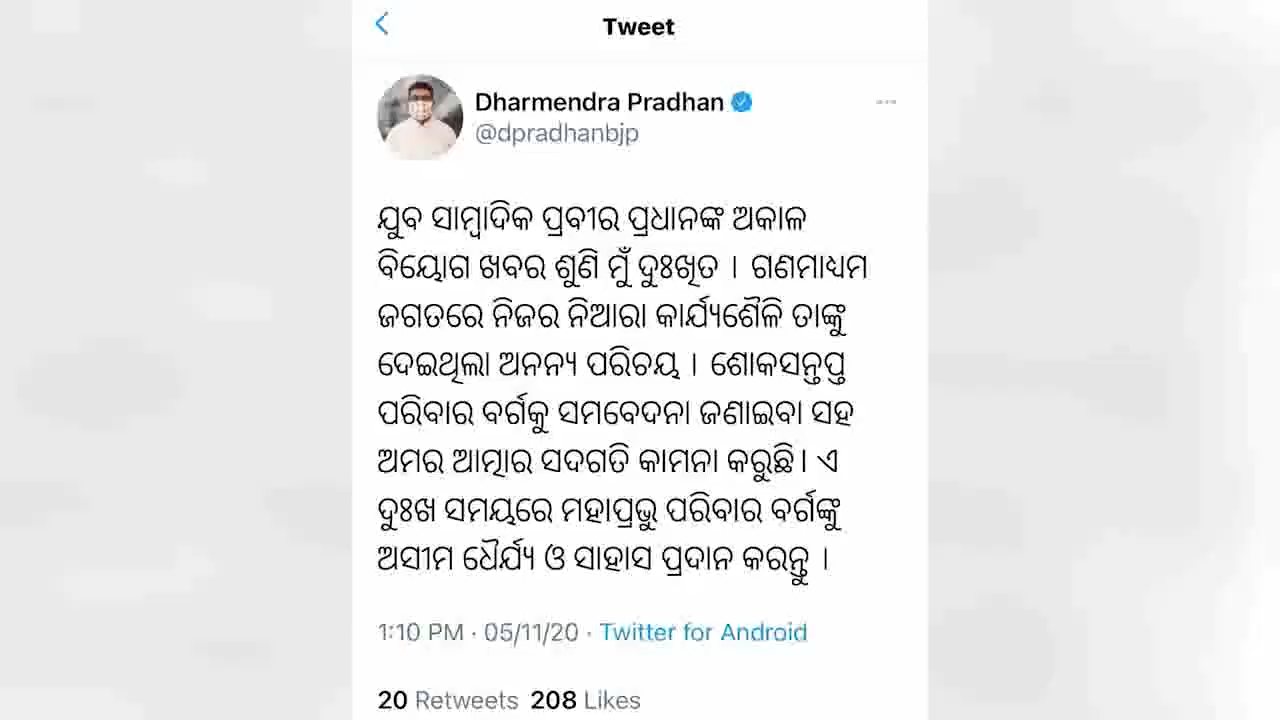 Tweet
Dharmendra Pradhan
@dpradhanbjp
ଯୁବ ସାମ୍ବାଦିକ ପ୍ରବୀର ପ୍ରଧାନଙ୍କ ଅକାଳ
ବିୟୋଗ ଖବର ଶୁଣି ମୁଁ ଦୁଃଖିତ । ଗଣମାଧ୍ୟମ
ଜଗତରେ ନିଜର ନିଆରା କାର୍ଯ୍ୟଶୈଳି ତାଙ୍କୁ
ଦେଇଥିଲା ଅନନ୍ୟ ପରିଚୟ । ଶୋକସନ୍ତପ୍ତ
ପରିବାର ବର୍ଗକୁ ସମବେଦନା ଜଣାଇବା ସହ
ଅମର ଆତ୍ମାର ସଦଗତି କାମନା କରୁଛି । ଏ
ଦୁଃଖ ସମୟରେ ମହାପ୍ରଭୁ ପରିବାର ବର୍ଗଙ୍କୁ
ଅସୀମ ଧୈର୍ଯ୍ୟ ଓ ସାହାସ ପ୍ରଦାନ କରନ୍ତୁ ।
1:10 PM · 05/11/20 · Twitter for Android
20 Retweets 208 Likes